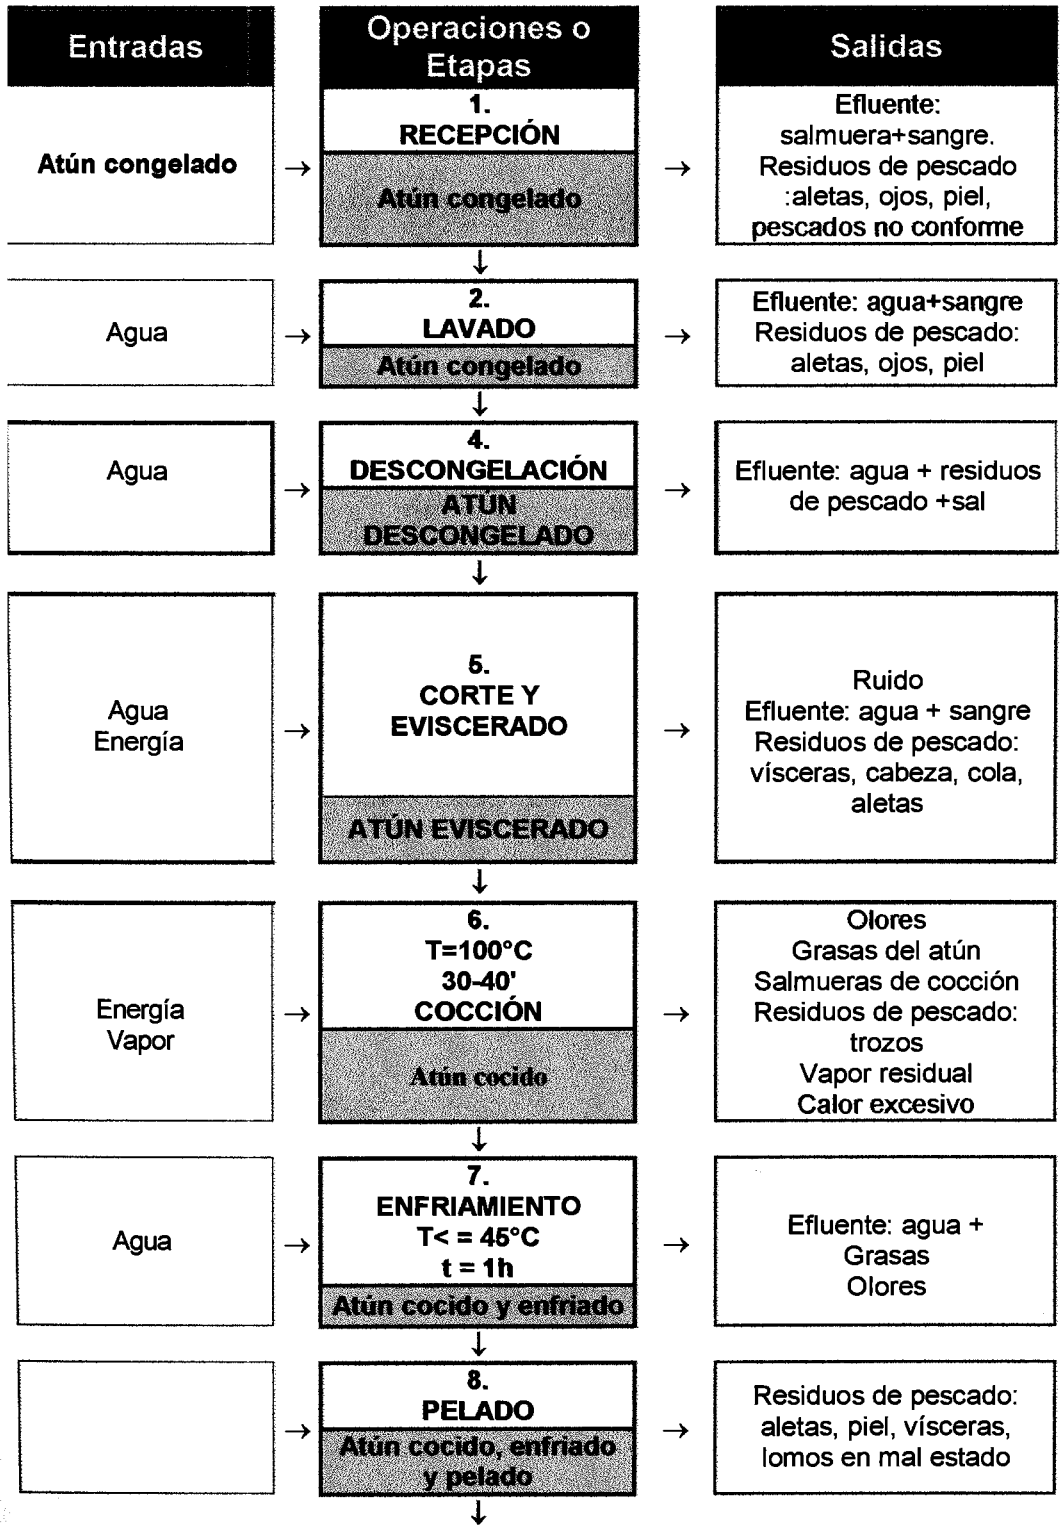 Entradas
Operaciones o
Etapas
Salidas
Atún congelado
→
1.
RECEPCIÓN
Atún congelado
→
Efluente:
salmuera+sangre.
Residuos de pescado
:aletas, ojos, piel,
pescados no conforme
↓
Agua
→
2.
LAVADO
Atún congelado
→
Efluente: agua+sangre
Residuos de pescado:
aletas, ojos, piel
↓
Agua
→
4.
DESCONGELACIÓN
ATÚN
DESCONGELADO
→
Efluente: agua + residuos
de pescado +sal
↓
Agua
Energía
→
5.
CORTE Y
EVISCERADO
ATÚN EVISCERADO
→
Ruido
Efluente: agua + sangre
Residuos de pescado:
vísceras, cabeza, cola,
aletas
↓
Energía
Vapor
→
6.
T=100°C
30-40'
COCCIÓN
Atún cocido
→
Olores
Grasas del atún
Salmueras de cocción
Residuos de pescado:
trozos
Vapor residual
Calor excesivo
↓
Agua
→
7.
ENFRIAMIENTO
T< = 45°C
t = 1h
Atún cocido y enfriado
→
Efluente: agua +
Grasas
Olores
↓
→
8.
PELADO
Atún cocido, enfriado
y pelado
→
Residuos de pescado:
aletas, piel, vísceras,
lomos en mal estado
↓